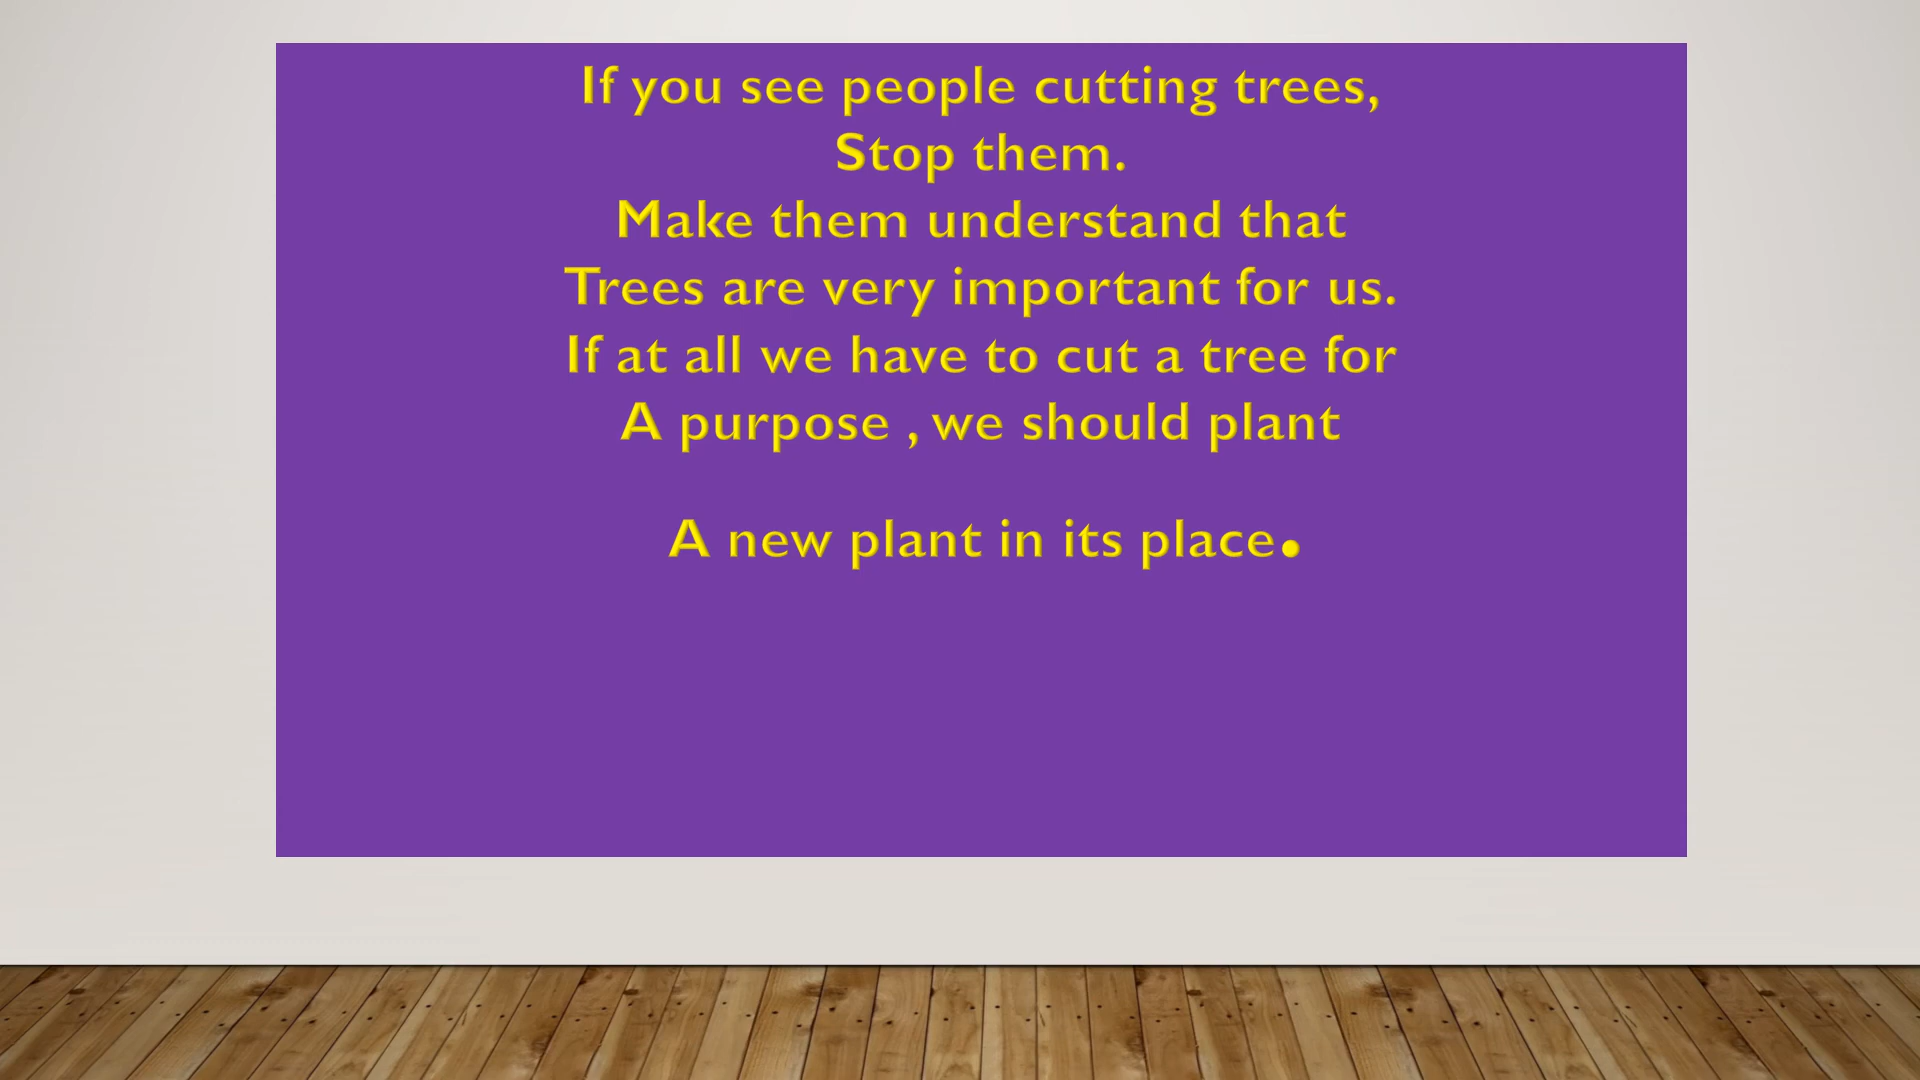 If you see people cutting trees,
Stop them.
Make them understand that
Trees are very important for us.
If at all we have to cut a tree for
A purpose , we should plant
A new plant in its place.